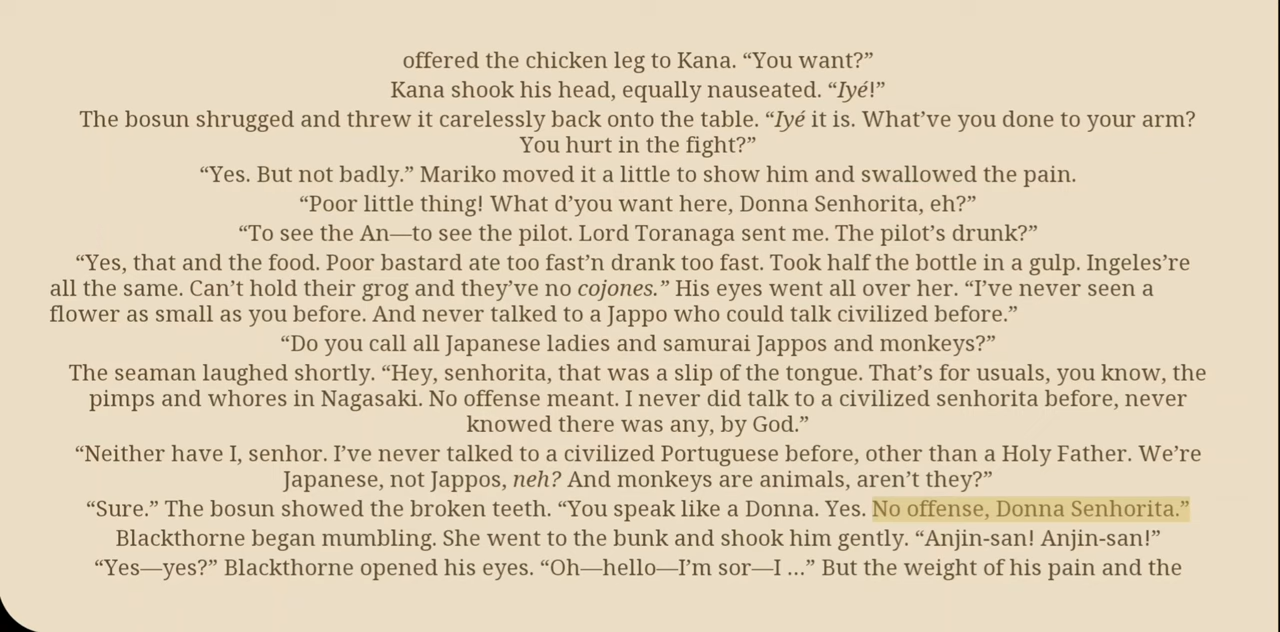 offered the chicken leg to Kana. “You want?”
Kana shook his head, equally nauseated. “Iyé!”
The bosun shrugged and threw it carelessly back onto the table. “Iyé it is. What’ve you done to your arm?
You hurt in the fight?”
“Yes. But not badly.” Mariko moved it a little to show him and swallowed the pain.
“Poor little thing! What d’you want here, Donna Senhorita, eh?”
“To see the An—to see the pilot. Lord Toranaga sent me. The pilot’s drunk?”
“Yes, that and the food. Poor bastard ate too fast’n drank too fast. Took half the bottle in a gulp. Ingeles’re
all the same. Can’t hold their grog and they’ve no cojones.” His eyes went all over her. “I’ve never seen a
flower as small as you before. And never talked to a Jappo who could talk civilized before.”
“Do you call all Japanese ladies and samurai Jappos and monkeys?”
The seaman laughed shortly. “Hey, senhorita, that was a slip of the tongue. That’s for usuals, you know, the
pimps and whores in Nagasaki. No offense meant. I never did talk to a civilized senhorita before, never
knowed there was any, by God.”
“Neither have I, senhor. I’ve never talked to a civilized Portuguese before, other than a Holy Father. We’re
Japanese, not Jappos, neh? And monkeys are animals, aren’t they?”
“Sure.” The bosun showed the broken teeth. “You speak like a Donna. Yes. No offense, Donna Senhorita.”
Blackthorne began mumbling. She went to the bunk and shook him gently. “Anjin-san! Anjin-san!”
“Yes—yes?” Blackthorne opened his eyes. “Oh—hello—I’m sor—I ...” But the weight of his pain and the